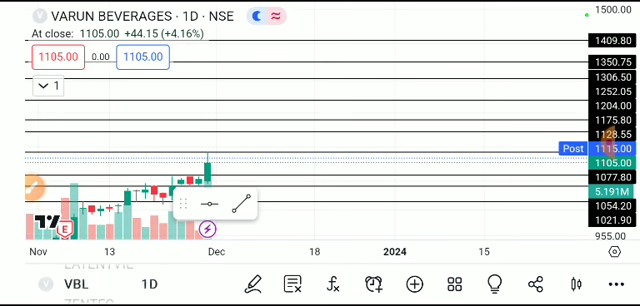 V VARUN BEVERAGES · 1D · NSE
At close: 1105.00 +44.15 (+4.16%)
1105.00 0.00 1105.00
1
1500.00
1409.80
1350.75
1306.50
1252.05
1204.00
1175.80
1128.55
Post 1115.00
1105.00
1077.80
5.191M
1054.20
1021.90
955.00
E
Nov 13 Dec 18 2024 15
V VBL 1D